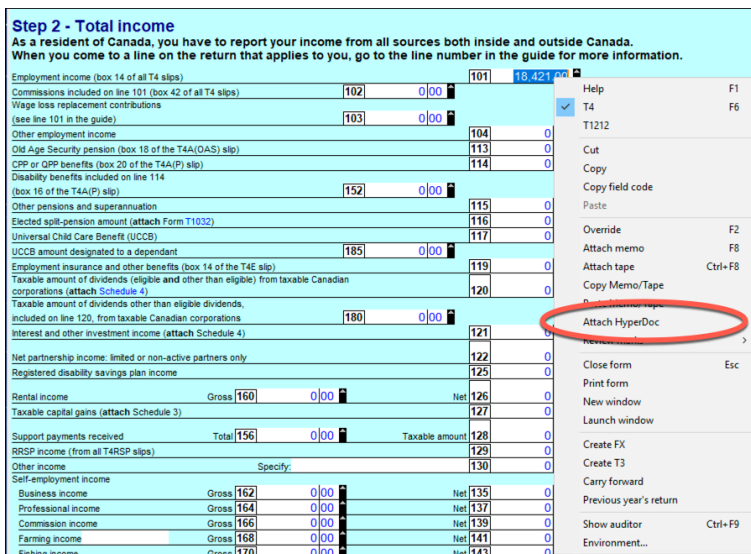 Step 2 - Total income
As a resident of Canada, you have to report your income from all sources both inside and outside Canada.
When you come to a line on the return that applies to you, go to the line number in the guide for more information.
Employment income (box 14 of all T4 slips) 101 18,421.00
Commissions included on line 101 (box 42 of all T4 slips) 102 0 00
Wage loss replacement contributions
(see line 101 in the guide) 103 0 00
Other employment income 104 0
Old Age Security pension (box 18 of the T4A(OAS) slip) 113 0
CPP or QPP benefits (box 20 of the T4A(P) slip) 114 0
Disability benefits included on line 114
(box 16 of the T4A(P) slip) 152 0 00
Other pensions and superannuation 115 0
Elected split-pension amount (attach Form T1032) 116 0
Universal Child Care Benefit (UCCB) 117 0
UCCB amount designated to a dependant 185 0 00
Employment insurance and other benefits (box 14 of the T4E slip) 119 0
Taxable amount of dividends (eligible and other than eligible) from taxable Canadian
corporations (attach Schedule 4) 120 0
Taxable amount of dividends other than eligible dividends,
included on line 120, from taxable Canadian corporations 180 0 00
Interest and other investment income (attach Schedule 4) 121 0
Net partnership income: limited or non-active partners only 122 0
Registered disability savings plan income 125 0
Rental income Gross 160 0 00 Net 126 0
Taxable capital gains (attach Schedule 3) 127 0
Support payments received Total 156 0 00 Taxable amount 128 0
RRSP income (from all T4RSP slips) 129 0
Other income Specify: 130 0
Self-employment income
Business income Gross 162 0 00 Net 135 0
Professional income Gross 164 0 00 Net 137 0
Commission income Gross 166 0 00 Net 139 0
Farming income Gross 168 0 00 Net 141 0
Fishing income Gross 170 0 00 Net 143 0
Help F1
T4 F6
T1212
Cut
Copy
Copy field code
Paste
Override F2
Attach memo F8
Attach tape Ctrl+F8
Copy Memo/Tape
Paste Memo/Tape
Attach HyperDoc
Review marks
Close form Esc
Print form
New window
Launch window
Create FX
Create T3
Carry forward
Previous year's return
Show auditor Ctrl+F9
Environment...